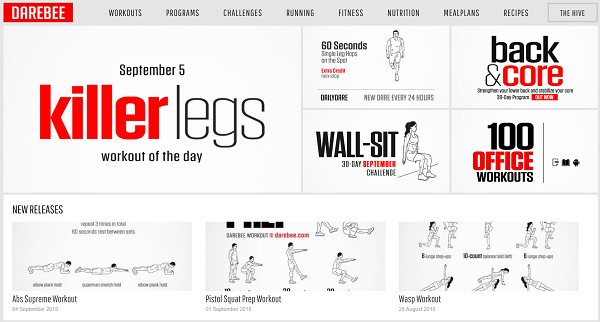 DAREBEE
WORKOUTS PROGRAMS CHALLENGES RUNNING FITNESS NUTRITION MEALPLANS RECIPES THE HIVE
September 5
killer legs
workout of the day
60 Seconds
Single Leg Hops
on the Spot
Extra Credit
non-stop
DAILYDARE NEW DARE EVERY 24 HOURS
back
& core
Strengthen your lower back and stabilize your core
30-Day Program OUT NOW
WALL-SIT
30-DAY SEPTEMBER
CHALLENGE
100
OFFICE
WORKOUTS
NEW RELEASES
repeat 3 times in total
60 seconds rest between sets
elbow plank hold superman stretch hold elbow plank hold
Abs Supreme Workout
04 September 2018
DAREBEE WORKOUT © darebee.com
Pistol Squat Prep Workout
01 September 2018
6 lunge step-ups 10-count balance hold (left) 6 lunge step-ups
Wasp Workout
28 August 2018